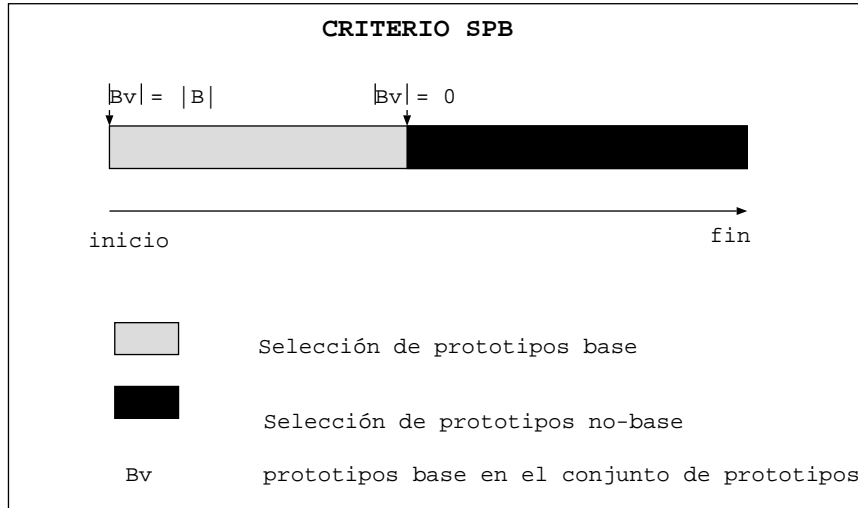 CRITERIO SPB
|Bv| = |B| |Bv| = 0
inicio fin
Selección de prototipos base
Selección de prototipos no-base
Bv prototipos base en el conjunto de prototipos